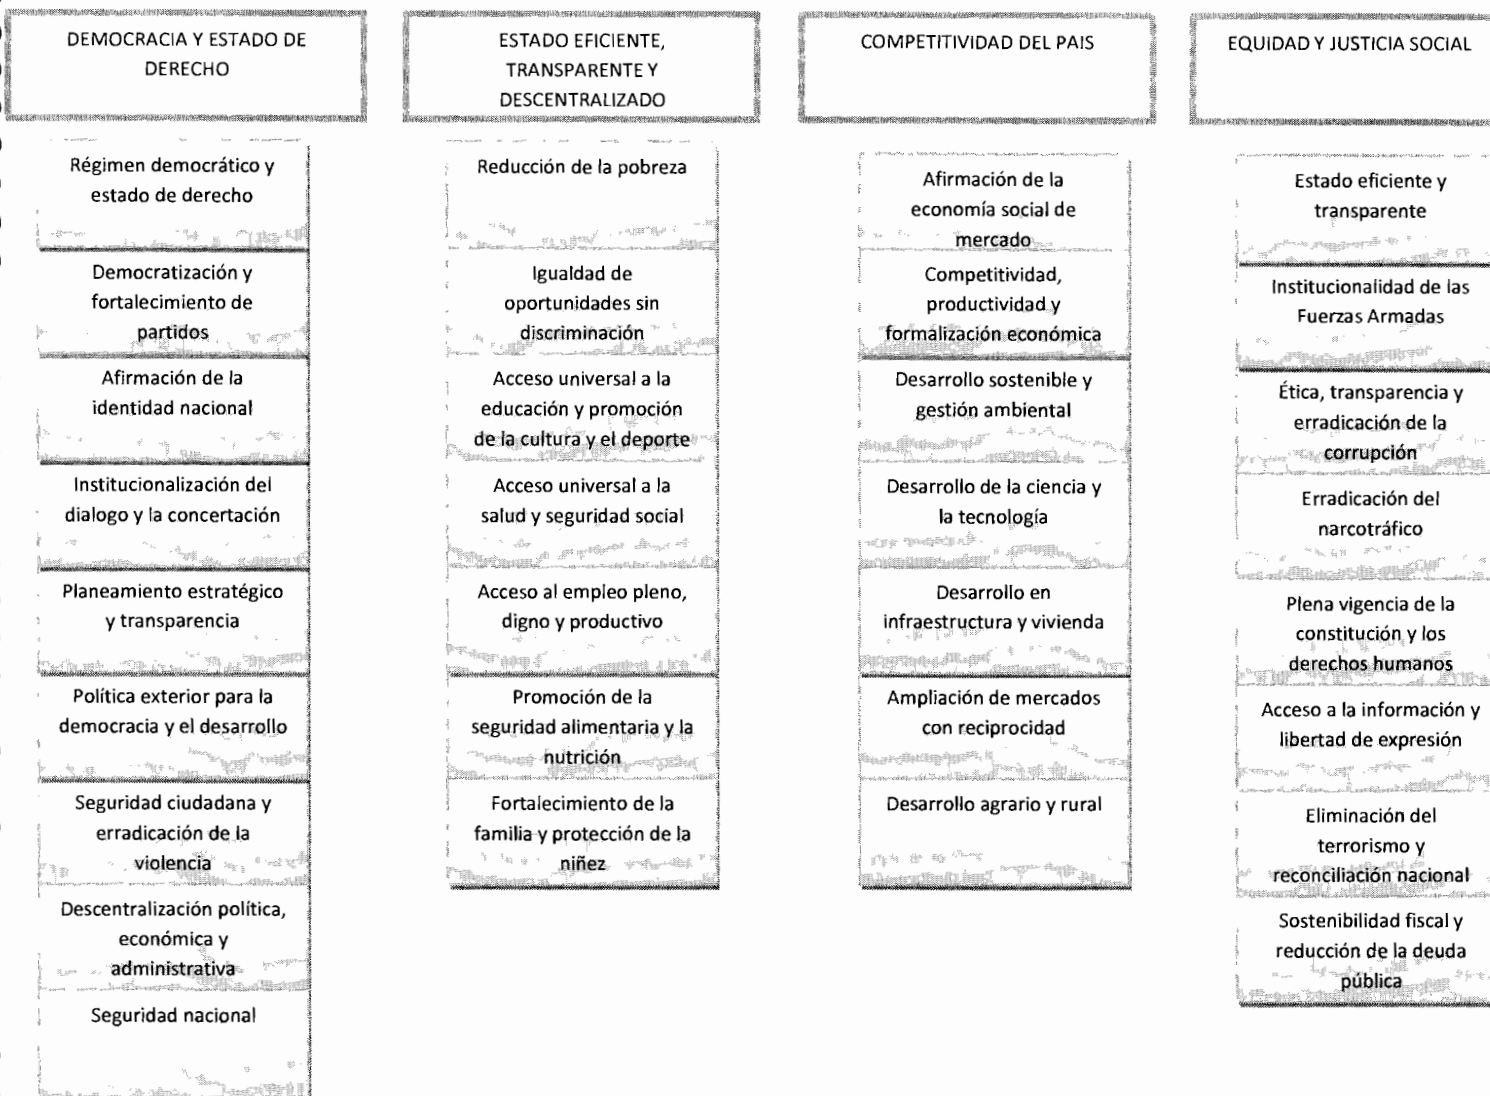 DEMOCRACIA Y ESTADO DE
DERECHO
Régimen democrático y
estado de derecho
Democratización y
fortalecimiento de
partidos
Afirmación de la
identidad nacional
Institucionalización del
dialogo y la concertación
Planeamiento estratégico
y transparencia
Política exterior para la
democracia y el desarrollo
Seguridad ciudadana y
erradicación de la
violencia
Descentralización política,
económica y
administrativa
Seguridad nacional
ESTADO EFICIENTE,
TRANSPARENTE Y
DESCENTRALIZADO
Reducción de la pobreza
Igualdad de
oportunidades sin
discriminación
Acceso universal a la
educación y promoción
de la cultura y el deporte
Acceso universal a la
salud y seguridad social
Acceso al empleo pleno,
digno y productivo
Promoción de la
seguridad alimentaria y la
nutrición
Fortalecimiento de la
familia y protección de la
niñez
COMPETITIVIDAD DEL PAIS
Afirmación de la
economía social de
mercado
Competitividad,
productividad y
formalización económica
Desarrollo sostenible y
gestión ambiental
Desarrollo de la ciencia y
la tecnología
Desarrollo en
infraestructura y vivienda
Ampliación de mercados
con reciprocidad
Desarrollo agrario y rural
EQUIDAD Y JUSTICIA SOCIAL
Estado eficiente y
transparente
Institucionalidad de las
Fuerzas Armadas
Ética, transparencia y
erradicación de la
corrupción
Erradicación del
narcotráfico
Plena vigencia de la
constitución y los
derechos humanos
Acceso a la información y
libertad de expresión
Eliminación del
terrorismo y
reconciliación nacional
Sostenibilidad fiscal y
reducción de la deuda
pública